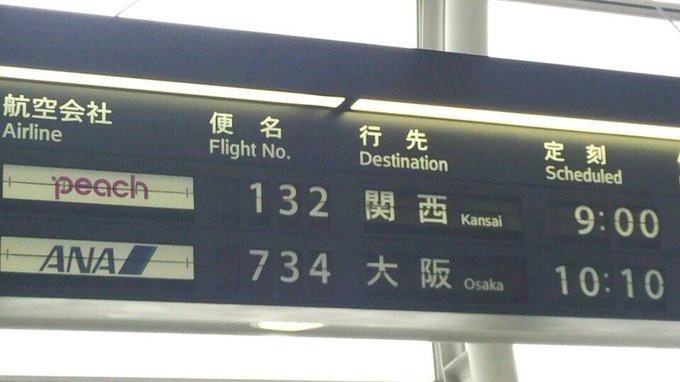 航空会社 便名 行先 定刻
Airline Flight No. Destination Scheduled
peach 132 関西 Kansai 9:00
ANA 734 大阪 Osaka 10:10